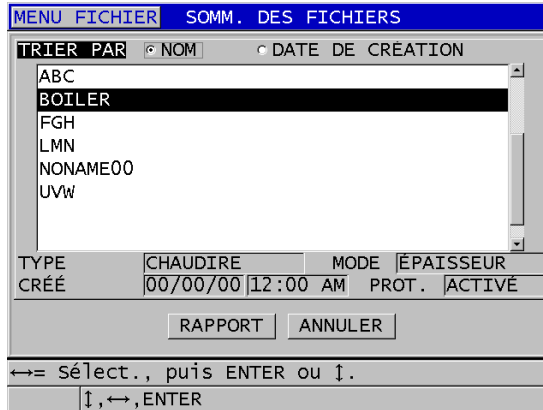 MENU FICHIER SOMM. DES FICHIERS
TRIER PAR NOM DATE DE CRÉATION
ABC
BOILER
FGH
LMN
NONAME00
UVW
TYPE CHAUDIRE MODE ÉPAISSEUR
CRÉÉ 00/00/00 12:00 AM PROT. ACTIVÉ
RAPPORT ANNULER
↔= Sélect., puis ENTER ou ↕.
↕,↔,ENTER